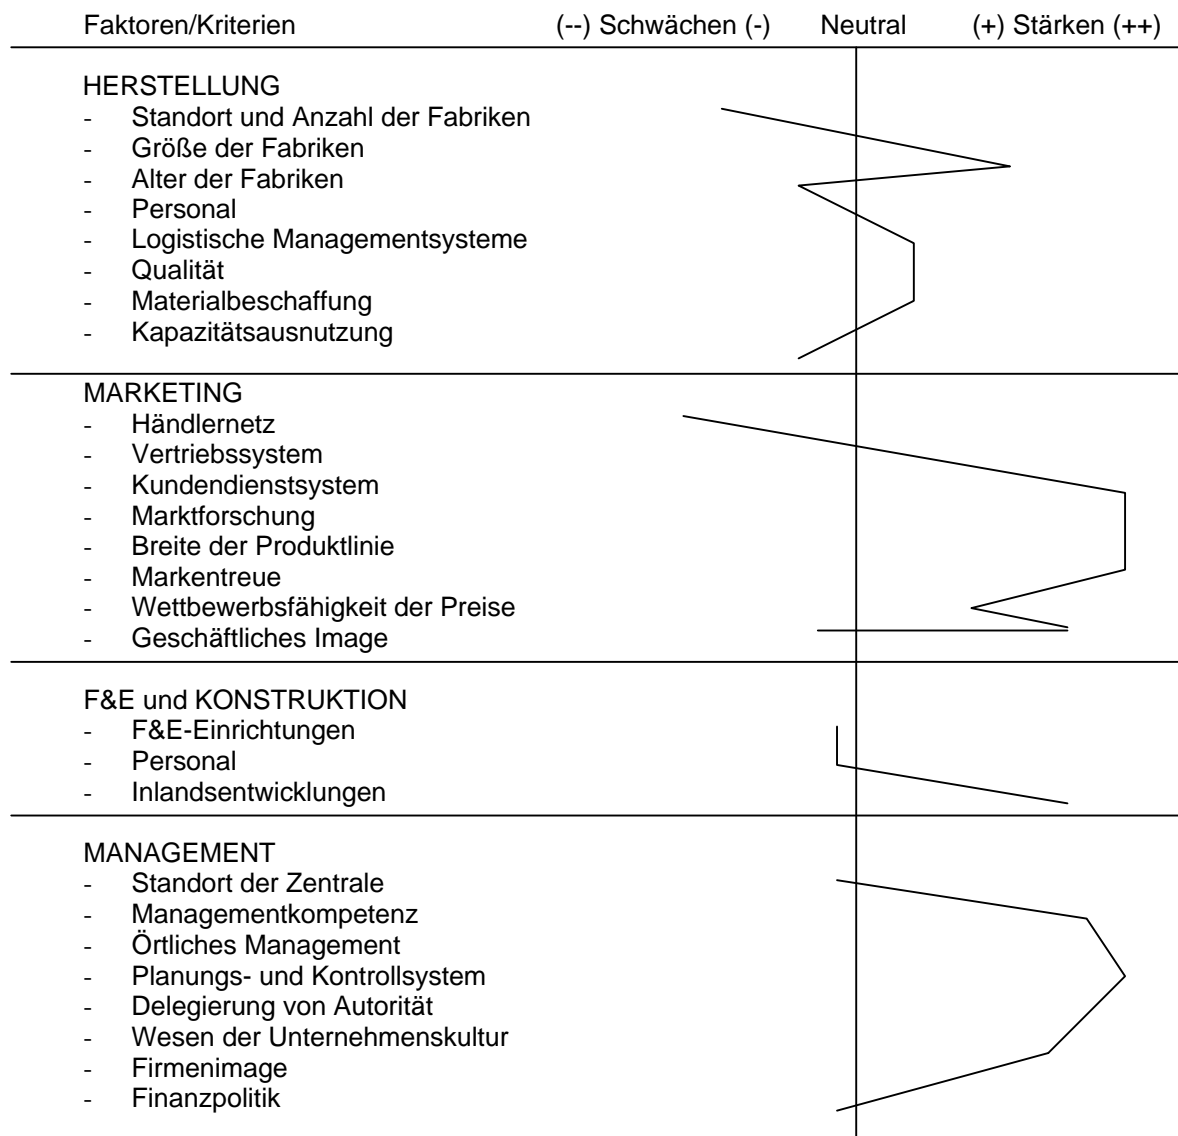 Faktoren/Kriterien (--) Schwächen (-) Neutral (+) Stärken (++)
HERSTELLUNG
- Standort und Anzahl der Fabriken
- Größe der Fabriken
- Alter der Fabriken
- Personal
- Logistische Managementsysteme
- Qualität
- Materialbeschaffung
- Kapazitätsausnutzung
MARKETING
- Händlernetz
- Vertriebssystem
- Kundendienstsystem
- Marktforschung
- Breite der Produktlinie
- Markentreue
- Wettbewerbsfähigkeit der Preise
- Geschäftliches Image
F&E und KONSTRUKTION
- F&E-Einrichtungen
- Personal
- Inlandsentwicklungen
MANAGEMENT
- Standort der Zentrale
- Managementkompetenz
- Örtliches Management
- Planungs- und Kontrollsystem
- Delegierung von Autorität
- Wesen der Unternehmenskultur
- Firmenimage
- Finanzpolitik